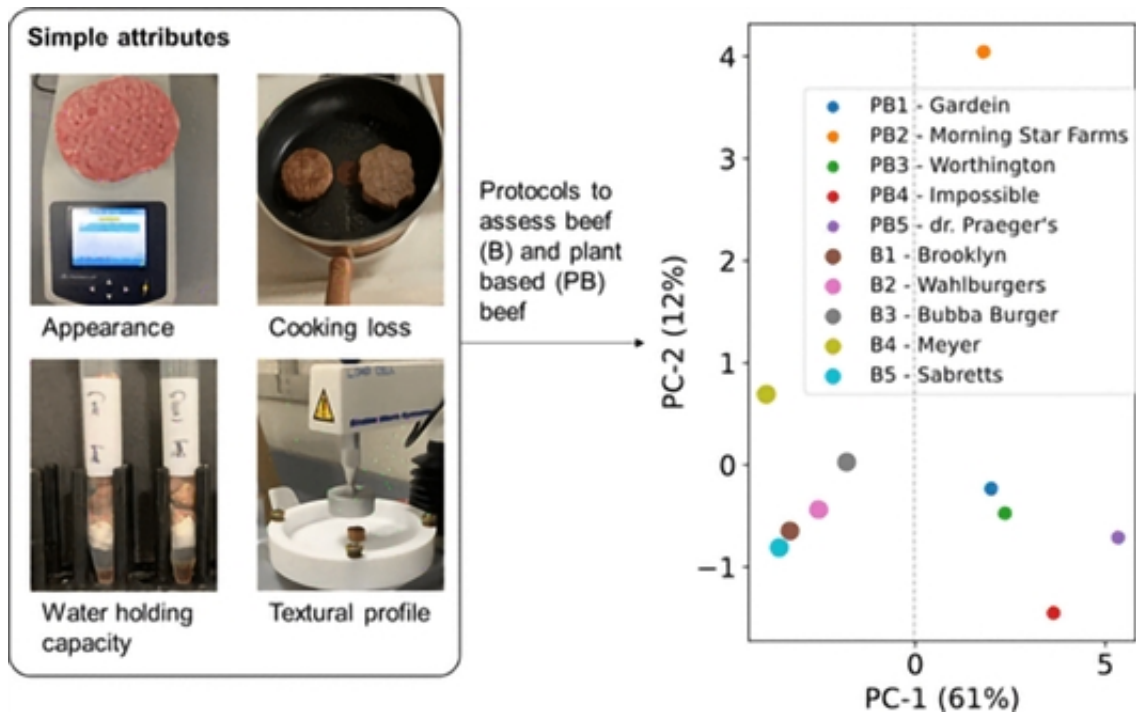 Simple attributes
Appearance
Cooking loss
Water holding
capacity
Textural profile
LOAD CELL
Protocols to
assess beef
(B) and plant
based (PB)
beef
PC-2 (12%)
4
3
2
1
0
−1
PB1 - Gardein
PB2 - Morning Star Farms
PB3 - Worthington
PB4 - Impossible
PB5 - dr. Praeger's
B1 - Brooklyn
B2 - Wahlburgers
B3 - Bubba Burger
B4 - Meyer
B5 - Sabretts
0
5
PC-1 (61%)